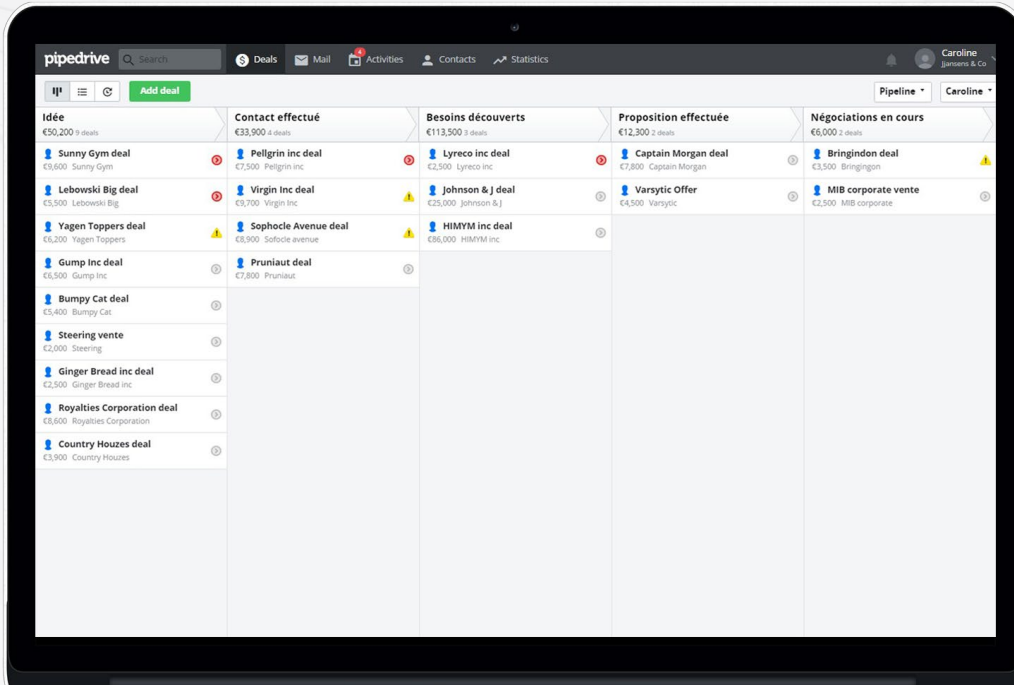 pipedrive Search Deals Mail 4 Activities Contacts Statistics Caroline
Jjansens & Co
Add deal Pipeline Caroline
Idée
€50,200 9 deals
Sunny Gym deal
€9,600 Sunny Gym
Lebowski Big deal
€5,500 Lebowski Big
Yagen Toppers deal
€6,200 Yagen Toppers
Gump Inc deal
€6,500 Gump Inc
Bumpy Cat deal
€5,400 Bumpy Cat
Steering vente
€2,000 Steering
Ginger Bread inc deal
€2,500 Ginger Bread inc
Royalties Corporation deal
€8,600 Royalties Corporation
Country Houzes deal
€3,900 Country Houzes
Contact effectué
€33,900 4 deals
Pellgrin inc deal
€7,500 Pellgrin inc
Virgin Inc deal
€9,700 Virgin Inc
Sophocle Avenue deal
€8,900 Sofocle avenue
Pruniaut deal
€7,800 Pruniaut
Besoins découverts
€113,500 3 deals
Lyreco inc deal
€2,500 Lyreco inc
Johnson & J deal
€25,000 Johnson & J
HIMYM inc deal
€86,000 HIMYM inc
Proposition effectuée
€12,300 2 deals
Captain Morgan deal
€7,800 Captain Morgan
Varsytic Offer
€4,500 Varsytic
Négociations en cours
€6,000 2 deals
Bringindon deal
€3,500 Bringingon
MIB corporate vente
€2,500 MIB corporate